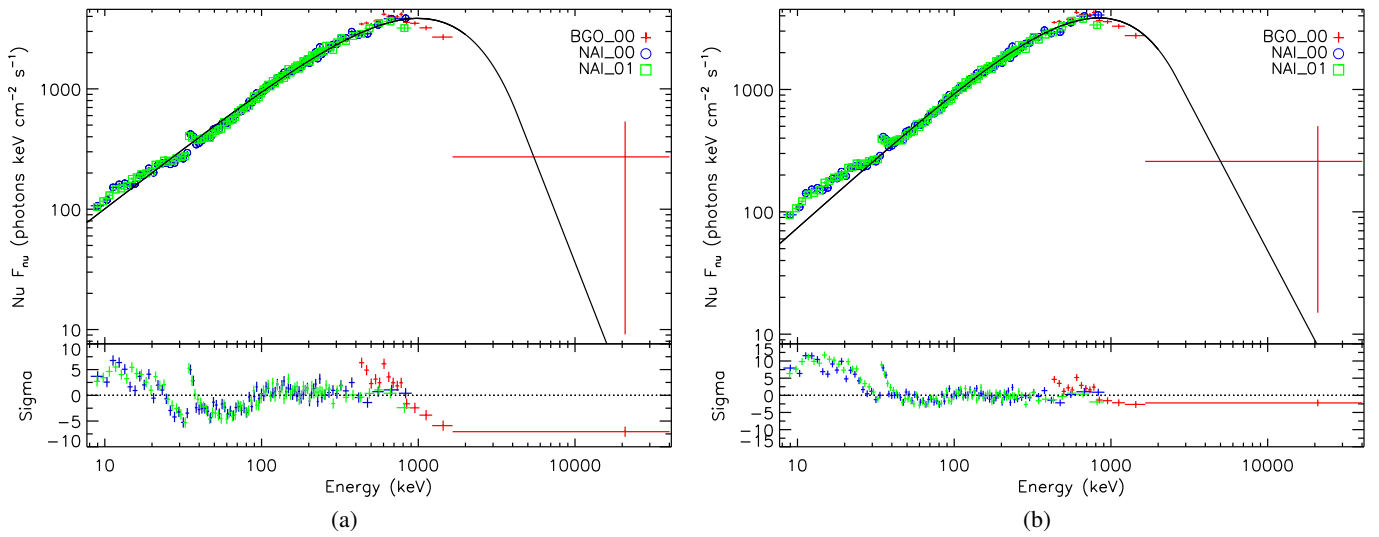 Nu F_nu (photons keV cm⁻² s⁻¹)
1000
100
10
BGO_00
NAI_00
NAI_01
Sigma
10
5
0
−5
−10
10 100 1000 10000
Energy (keV)
(a)
Nu F_nu (photons keV cm⁻² s⁻¹)
1000
100
10
BGO_00
NAI_00
NAI_01
Sigma
15
10
5
0
−5
−10
15
10 100 1000 10000
Energy (keV)
(b)